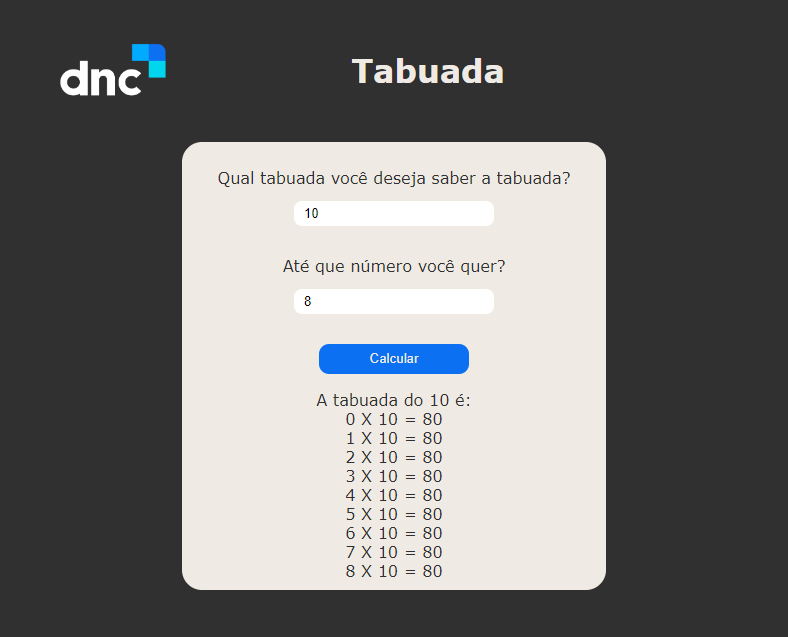 dnc
Tabuada
Qual tabuada você deseja saber a tabuada?
10
Até que número você quer?
8
Calcular
A tabuada do 10 é:
0 X 10 = 80
1 X 10 = 80
2 X 10 = 80
3 X 10 = 80
4 X 10 = 80
5 X 10 = 80
6 X 10 = 80
7 X 10 = 80
8 X 10 = 80